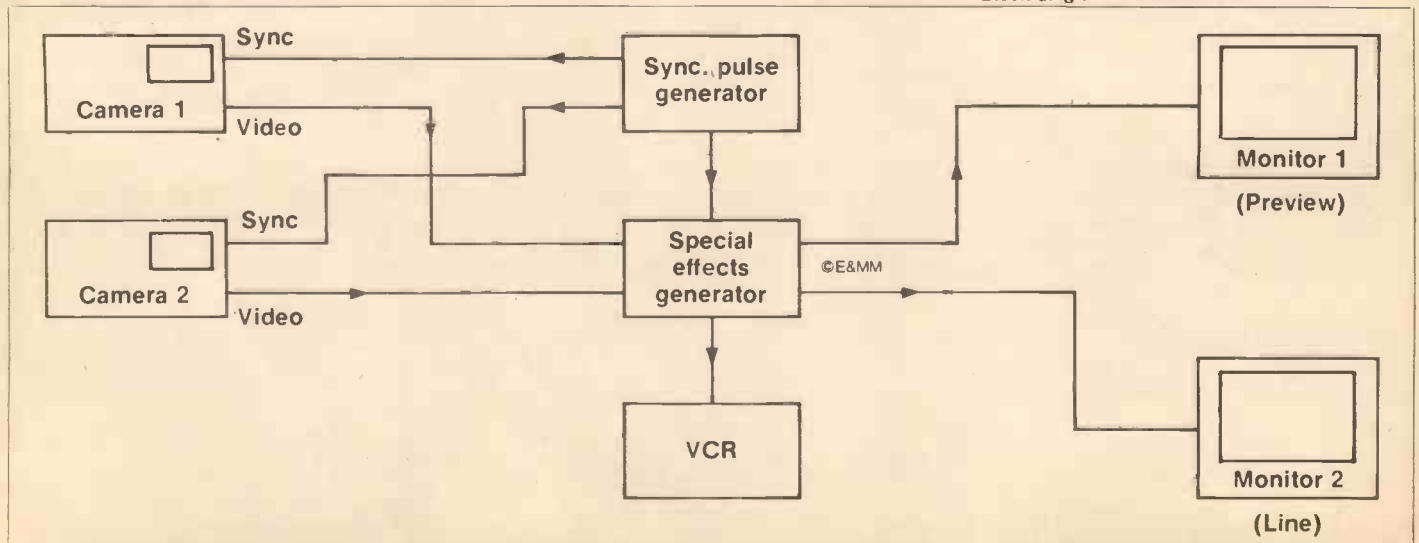 Sync
Camera 1
Video
Sync. pulse
generator
Monitor 1
(Preview)
Sync
Camera 2
Video
Special
effects
generator
©E&MM
VCR
Monitor 2
(Line)